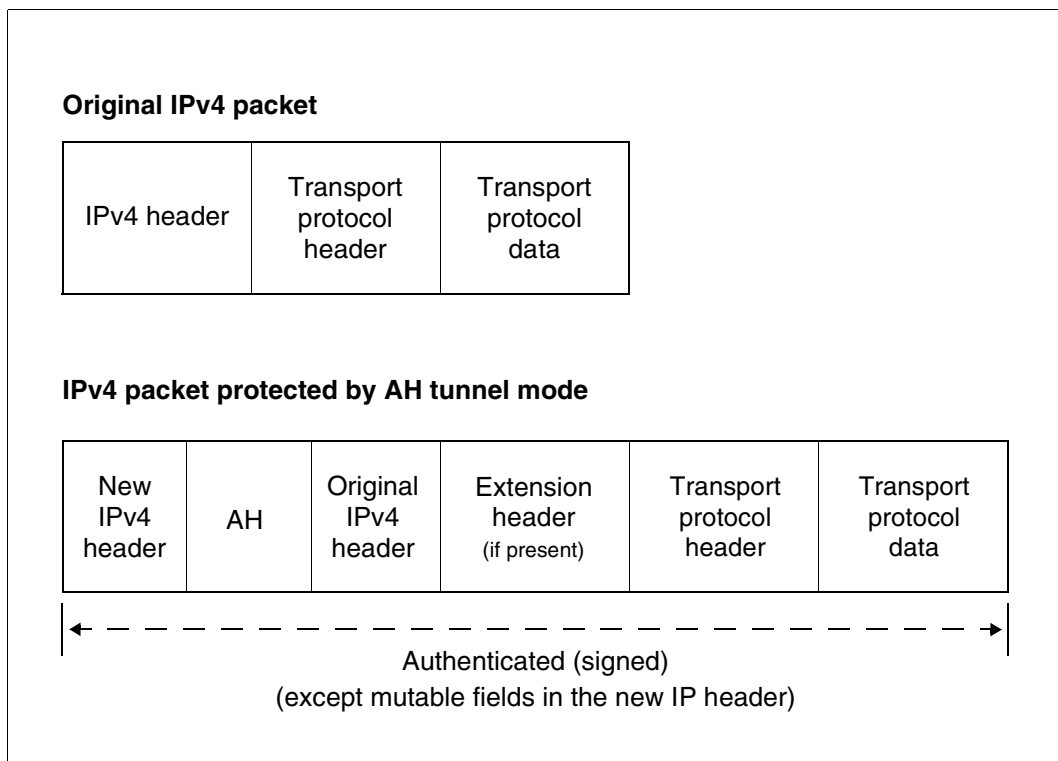 Original IPv4 packet
IPv4 header
Transport
protocol
header
Transport
protocol
data
IPv4 packet protected by AH tunnel mode
New
IPv4
header
AH
Original
IPv4
header
Extension
header
(if present)
Transport
protocol
header
Transport
protocol
data
Authenticated (signed)
(except mutable fields in the new IP header)